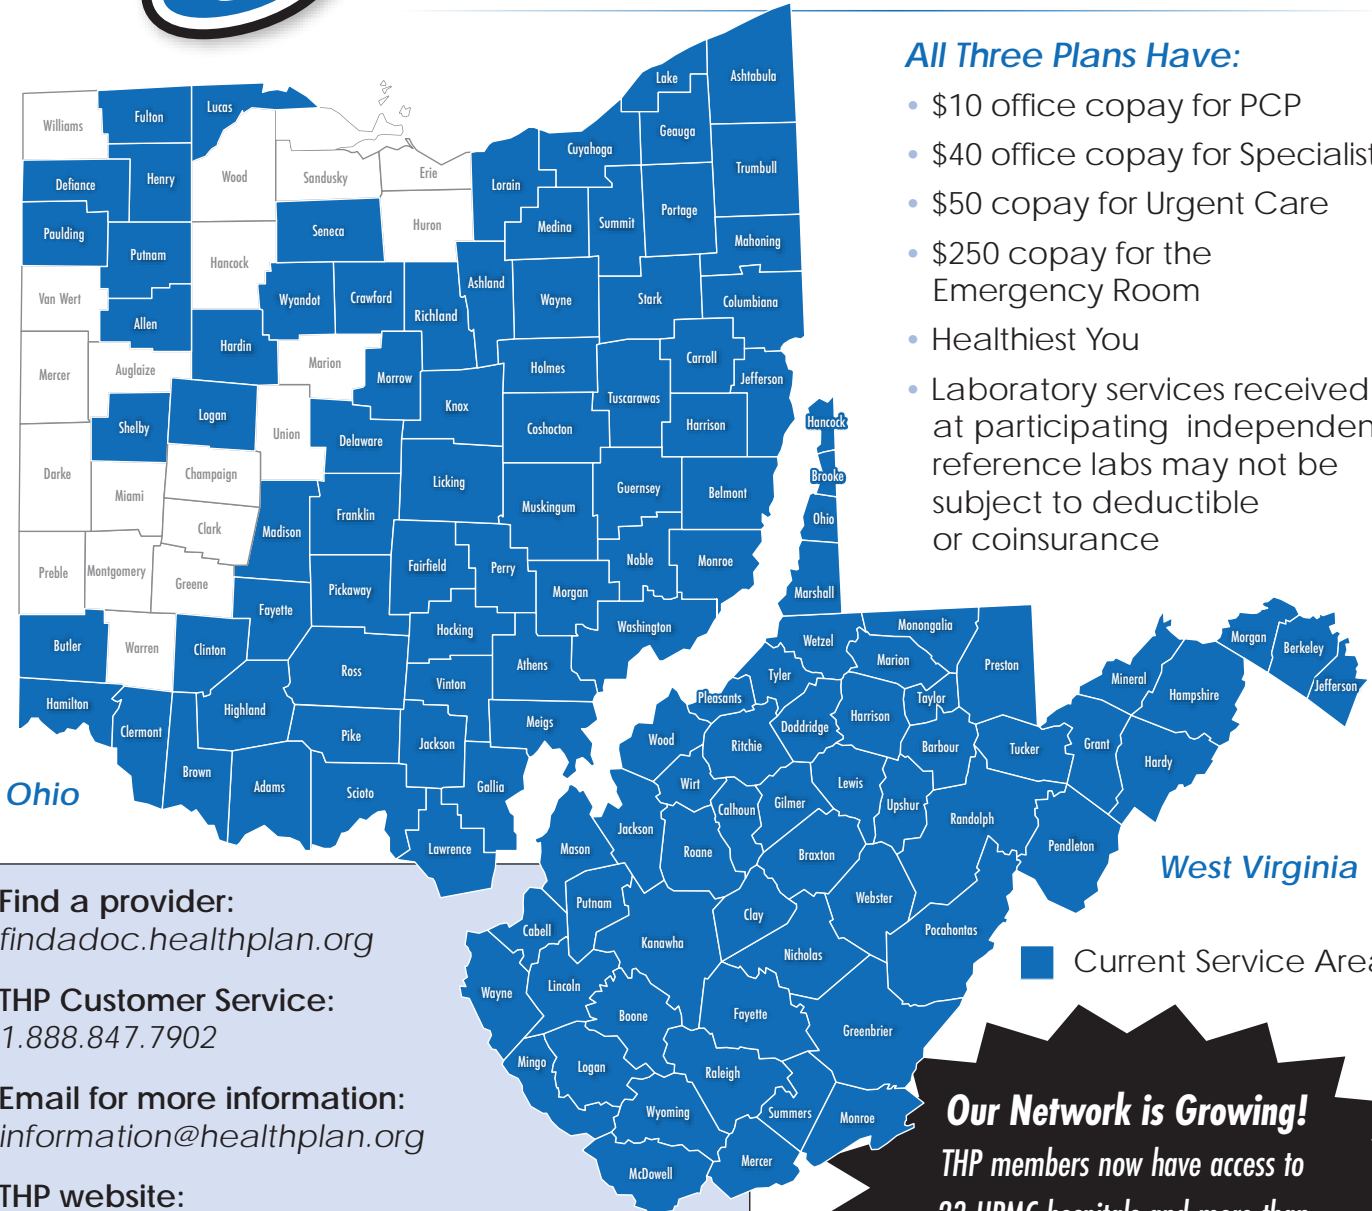 All Three Plans Have:
• $10 office copay for PCP
• $40 office copay for Specialist
• $50 copay for Urgent Care
• $250 copay for the
Emergency Room
• Healthiest You
• Laboratory services received
at participating independen
reference labs may not be
subject to deductible
or coinsurance
Lake
Ashtabula
Williams
Fulton
Lucas
Geauga
Cuyahoga
Trumbull
Defiance
Henry
Wood
Sandusky
Erie
Lorain
Paulding
Putnam
Seneca
Huron
Medina
Summit
Portage
Mahoning
Hancock
Van Wert
Allen
Wyandot
Crawford
Richland
Ashland
Wayne
Stark
Columbiana
Hardin
Mercer
Auglaize
Marion
Morrow
Holmes
Carroll
Jefferson
Tuscarawas
Shelby
Logan
Union
Delaware
Knox
Coshocton
Harrison
Hancock
Darke
Miami
Champaign
Licking
Muskingum
Guernsey
Belmont
Brooke
Clark
Madison
Franklin
Ohio
Preble
Montgomery
Greene
Fairfield
Perry
Noble
Monroe
Pickaway
Morgan
Marshall
Fayette
Butler
Warren
Clinton
Hocking
Washington
Ross
Athens
Vinton
Hamilton
Highland
Meigs
Clermont
Pike
Jackson
Brown
Adams
Scioto
Gallia
Lawrence
Ohio
Wetzel
Monongalia
Marion
Preston
Morgan
Berkeley
Jefferson
Tyler
Mineral
Hampshire
Pleasants
Taylor
Doddridge
Harrison
Wood
Ritchie
Barbour
Tucker
Grant
Hardy
Wirt
Calhoun
Gilmer
Lewis
Upshur
Randolph
Jackson
Mason
Roane
Braxton
Pendleton
Webster
Putnam
Clay
Cabell
Kanawha
Nicholas
Pocahontas
Wayne
Lincoln
Boone
Fayette
Greenbrier
Mingo
Logan
Raleigh
Wyoming
Summers
Monroe
McDowell
Mercer
West Virginia
Current Service Area
Find a provider:
findadoc.healthplan.org
THP Customer Service:
1.888.847.7902
Email for more information:
information@healthplan.org
THP website:
Our Network is Growing!
THP members now have access to